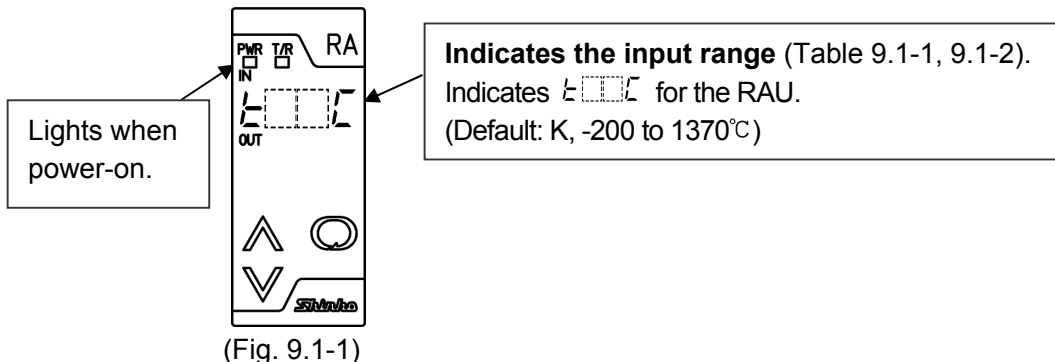 PWR T/R RA
IN
t C
OUT
Shinko
Lights when
power-on.
Indicates the input range (Table 9.1-1, 9.1-2).
Indicates t C for the RAU.
(Default: K, -200 to 1370℃)
(Fig. 9.1-1)